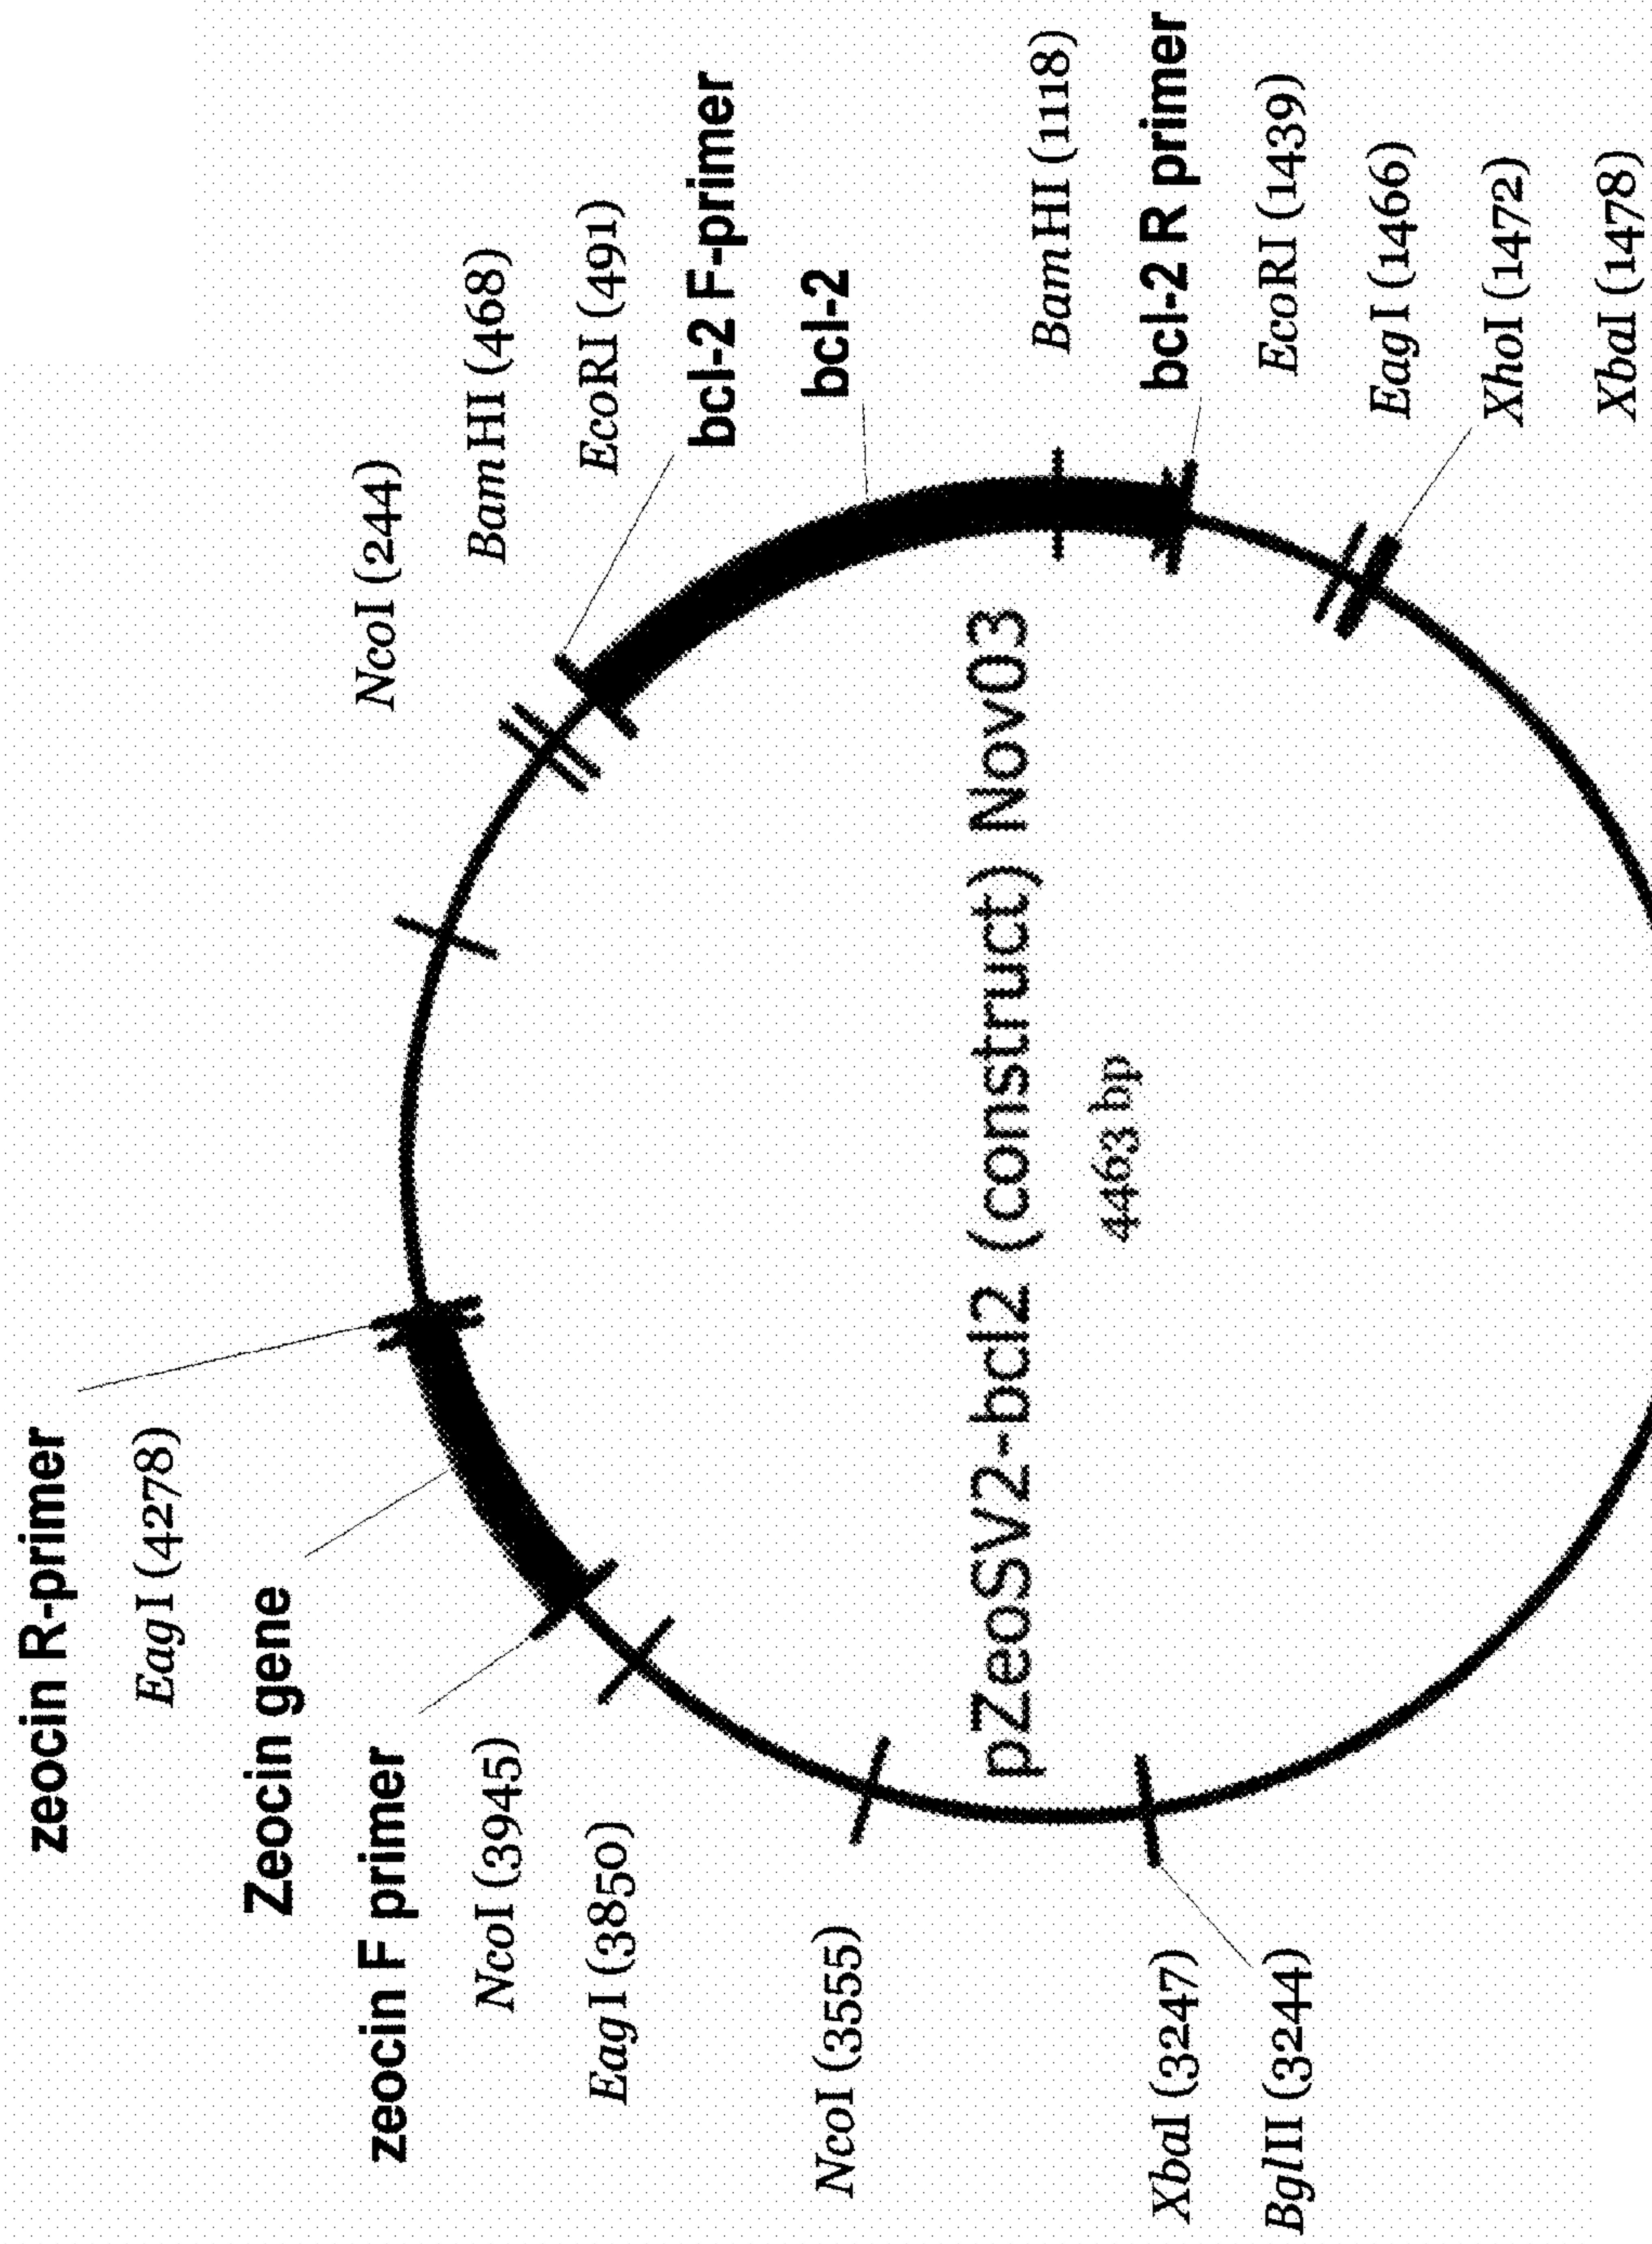 zeocin R-primer
EagI (4278)
Zeocin gene
zeocin F primer
NcoI (3945)
EagI (3850)
NcoI (3555)
XbaI (3247)
BglII (3244)
NcoI (244)
BamHI (468)
EcoRI (491)
bcl-2 F-primer
bcl-2
BamHI (1118)
bcl-2 R primer
EcoRI (1439)
EagI (1466)
XhoI (1472)
XbaI (1478)
pZeoSV2-bcl2 (construct) Nov03
4463 bp